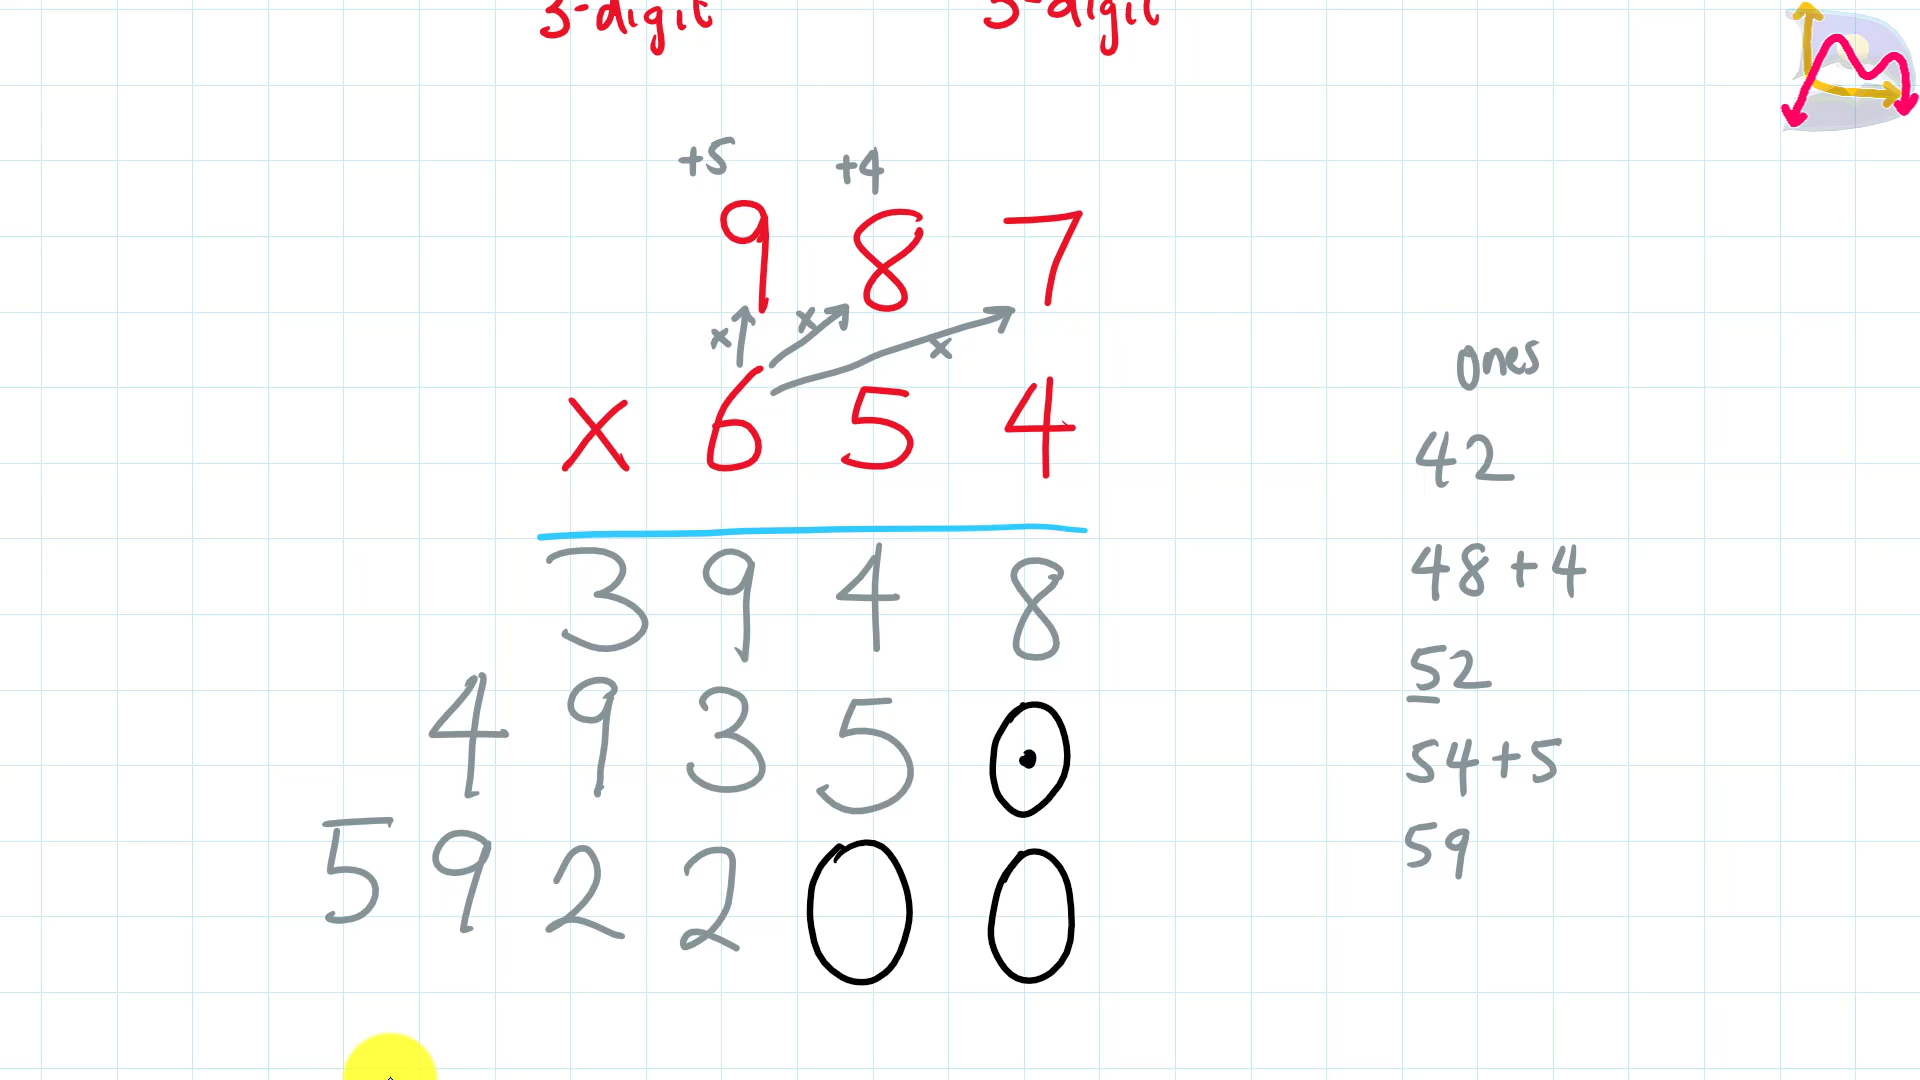 3-digit 3-digit
+5 +4
9 8 7
x x x
x 6 5 4
3 9 4 8
4 9 3 5 0
5 9 2 2 0 0
ones
42
48+4
52
54+5
59